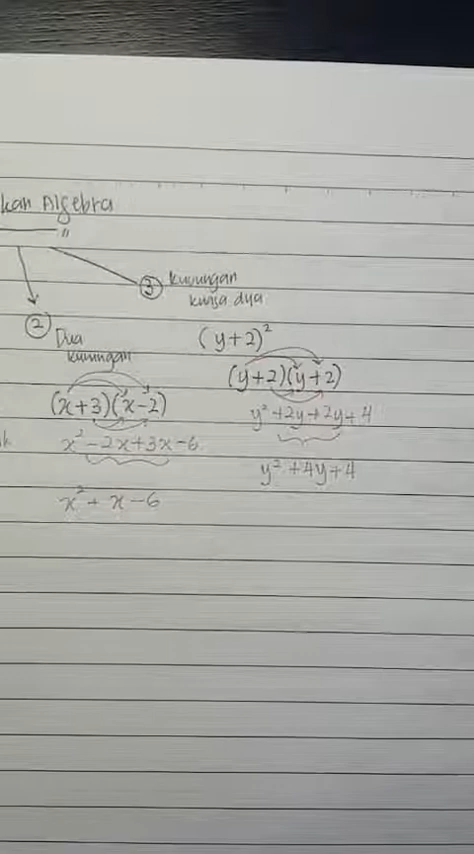 kan Algebra
③ kurungan
kuasa dua
② Dua
kurungan
(x+3)(x-2)
x² - 2x + 3x - 6
x² + x - 6
(y+2)²
(y+2)(y+2)
y² + 2y + 2y + 4
y² + 4y + 4